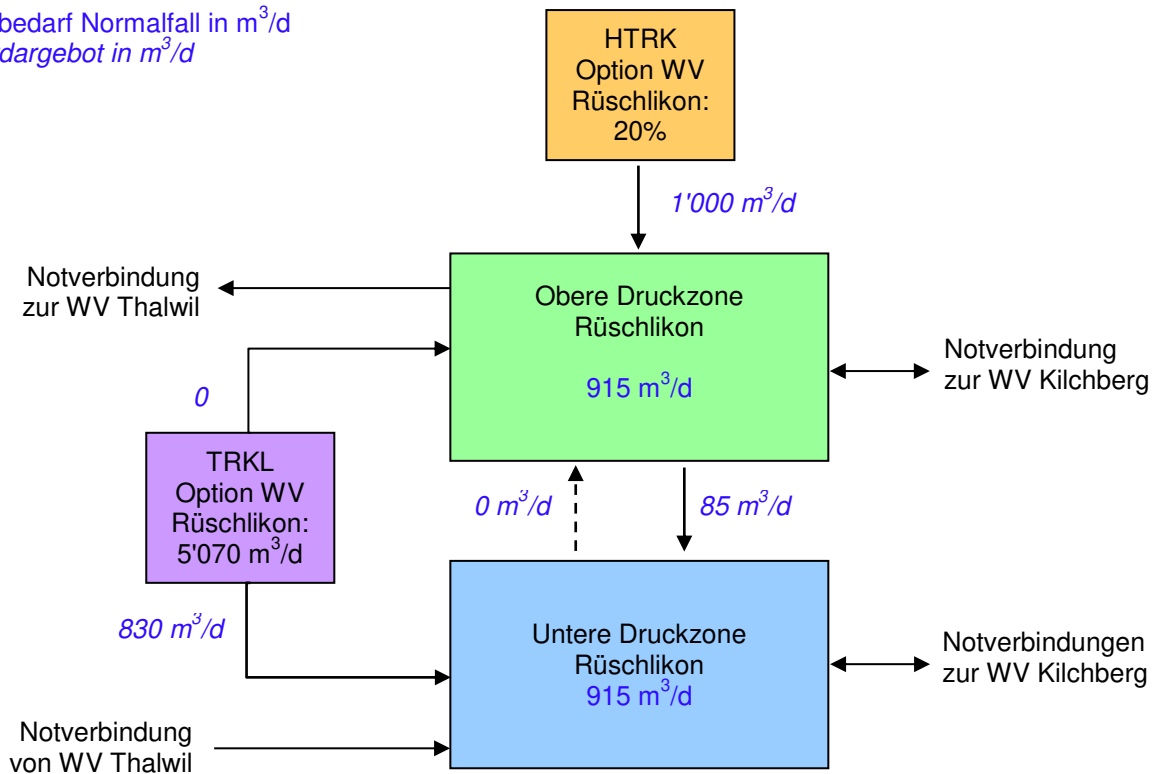 bedarf Normalfall in m³/d
dargebot in m³/d
HTRK
Option WV
Rüschlikon:
20%
1'000 m³/d
Notverbindung
zur WV Thalwil
Obere Druckzone
Rüschlikon
915 m³/d
Notverbindung
zur WV Kilchberg
0
TRKL
Option WV
Rüschlikon:
5'070 m³/d
0 m³/d
85 m³/d
830 m³/d
Untere Druckzone
Rüschlikon
915 m³/d
Notverbindungen
zur WV Kilchberg
Notverbindung
von WV Thalwil